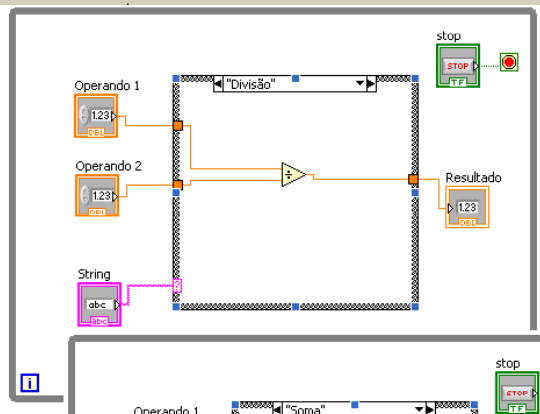 stop
"Divisão"
STOP
TF
Operando 1
1.23
DBL
Operando 2
1.23
DBL
Resultado
1.23
DBL
String
?
abc
abc
i
stop
STOP
TF
Operando 1
"Soma"